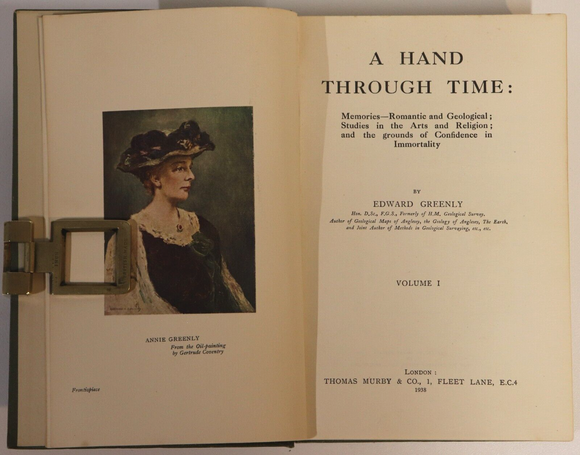 ANNIE GREENLY
From the Oil-painting
by Gertrude Coventry
Frontispiece
A HAND
THROUGH TIME:
Memories—Romantic and Geological;
Studies in the Arts and Religion;
and the grounds of Confidence in
Immortality
BY
EDWARD GREENLY
Hon. D.Sc., F.G.S., Formerly of H.M. Geological Survey.
Author of Geological Maps of Anglesey, the Geology of Anglesey, The Earth,
and Joint Author of Methods in Geological Surveying, etc., etc.
VOLUME I
LONDON:
THOMAS MURBY & CO., 1, FLEET LANE, E.C.4
1938